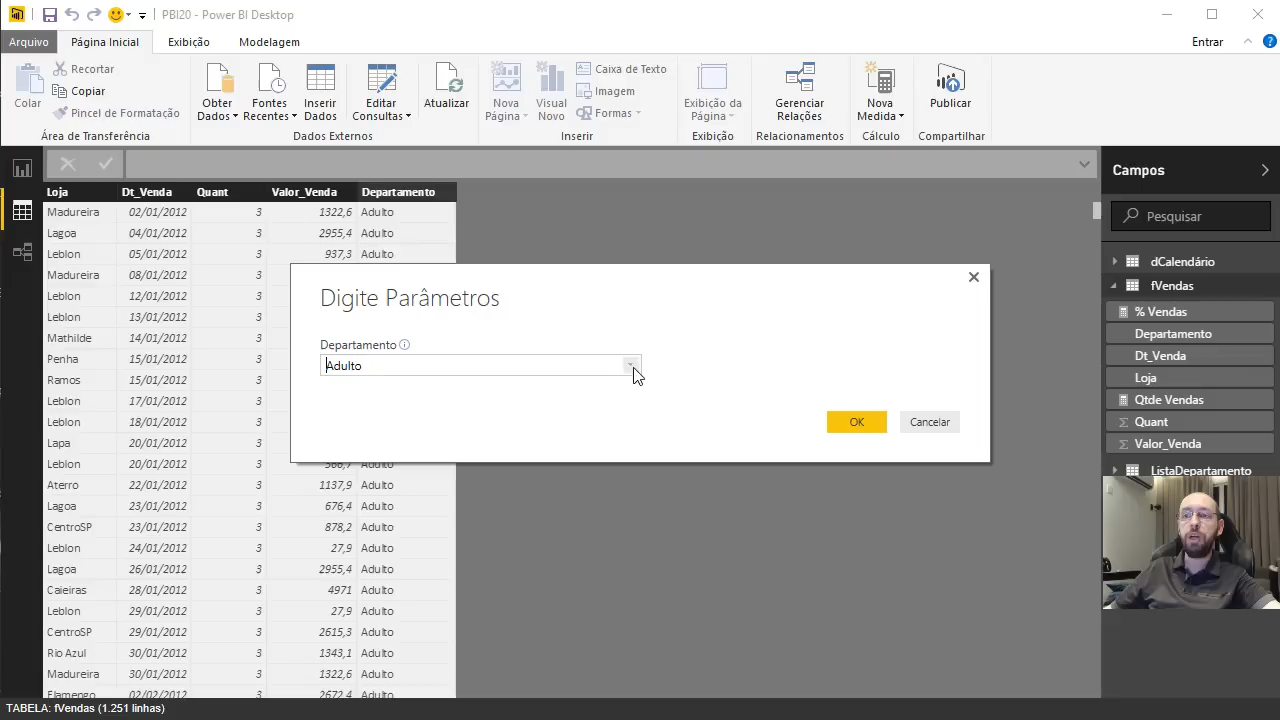 PBI20 - Power BI Desktop
Arquivo Página Inicial Exibição Modelagem Entrar
Colar Recortar Copiar Pincel de Formatação
Área de Transferência
Obter Dados Fontes Recentes Inserir Dados Editar Consultas Atualizar
Dados Externos
Nova Página Visual Novo Caixa de Texto Imagem Formas
Inserir
Exibição da Página
Exibição
Gerenciar Relações
Relacionamentos
Nova Medida
Cálculo
Publicar
Compartilhar
Loja Dt_Venda Quant Valor_Venda Departamento
Madureira 02/01/2012 3 1322,6 Adulto
Lagoa 04/01/2012 3 2955,4 Adulto
Leblon 05/01/2012 3 937,3 Adulto
Madureira 08/01/2012 3
Leblon 12/01/2012 3
Leblon 13/01/2012 3
Mathilde 14/01/2012 3
Penha 15/01/2012 3
Ramos 15/01/2012 3
Leblon 17/01/2012 3
Leblon 18/01/2012 3
Lapa 20/01/2012 3
Leblon 20/01/2012 3 566,7 Adulto
Aterro 22/01/2012 3 1137,9 Adulto
Lagoa 23/01/2012 3 676,4 Adulto
CentroSP 23/01/2012 3 878,2 Adulto
Leblon 24/01/2012 3 27,9 Adulto
Lagoa 26/01/2012 3 2955,4 Adulto
Caieiras 28/01/2012 3 4971 Adulto
Leblon 29/01/2012 3 27,9 Adulto
CentroSP 29/01/2012 3 2615,3 Adulto
Rio Azul 30/01/2012 3 1343,1 Adulto
Madureira 30/01/2012 3 1322,6 Adulto
Flamengo 02/02/2012 3 2672,4 Adulto
Digite Parâmetros
Departamento
Adulto
OK Cancelar
Campos
Pesquisar
dCalendário
fVendas
% Vendas
Departamento
Dt_Venda
Loja
Qtde Vendas
Quant
Valor_Venda
ListaDepartamento
TABELA: fVendas (1.251 linhas)